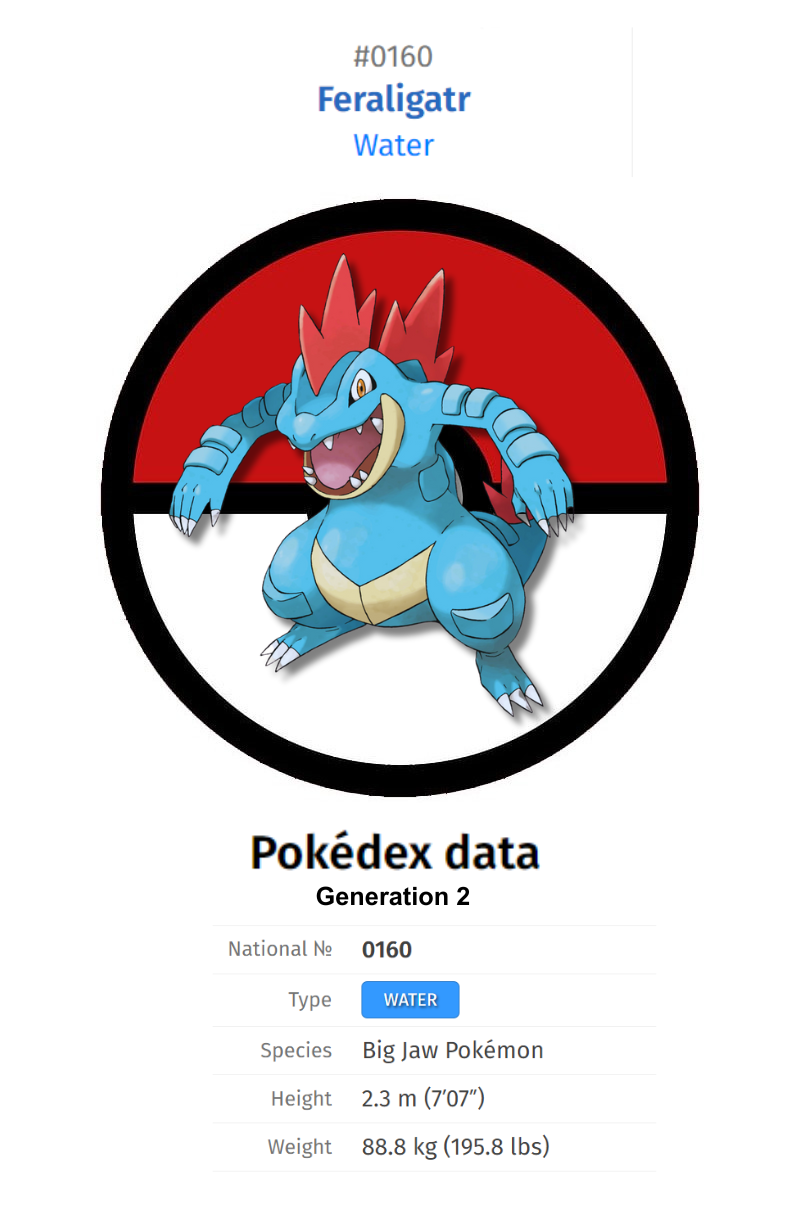 #0160
Feraligatr
Water
Pokédex data
Generation 2
National № 0160
Type WATER
Species Big Jaw Pokémon
Height 2.3 m (7′07″)
Weight 88.8 kg (195.8 lbs)